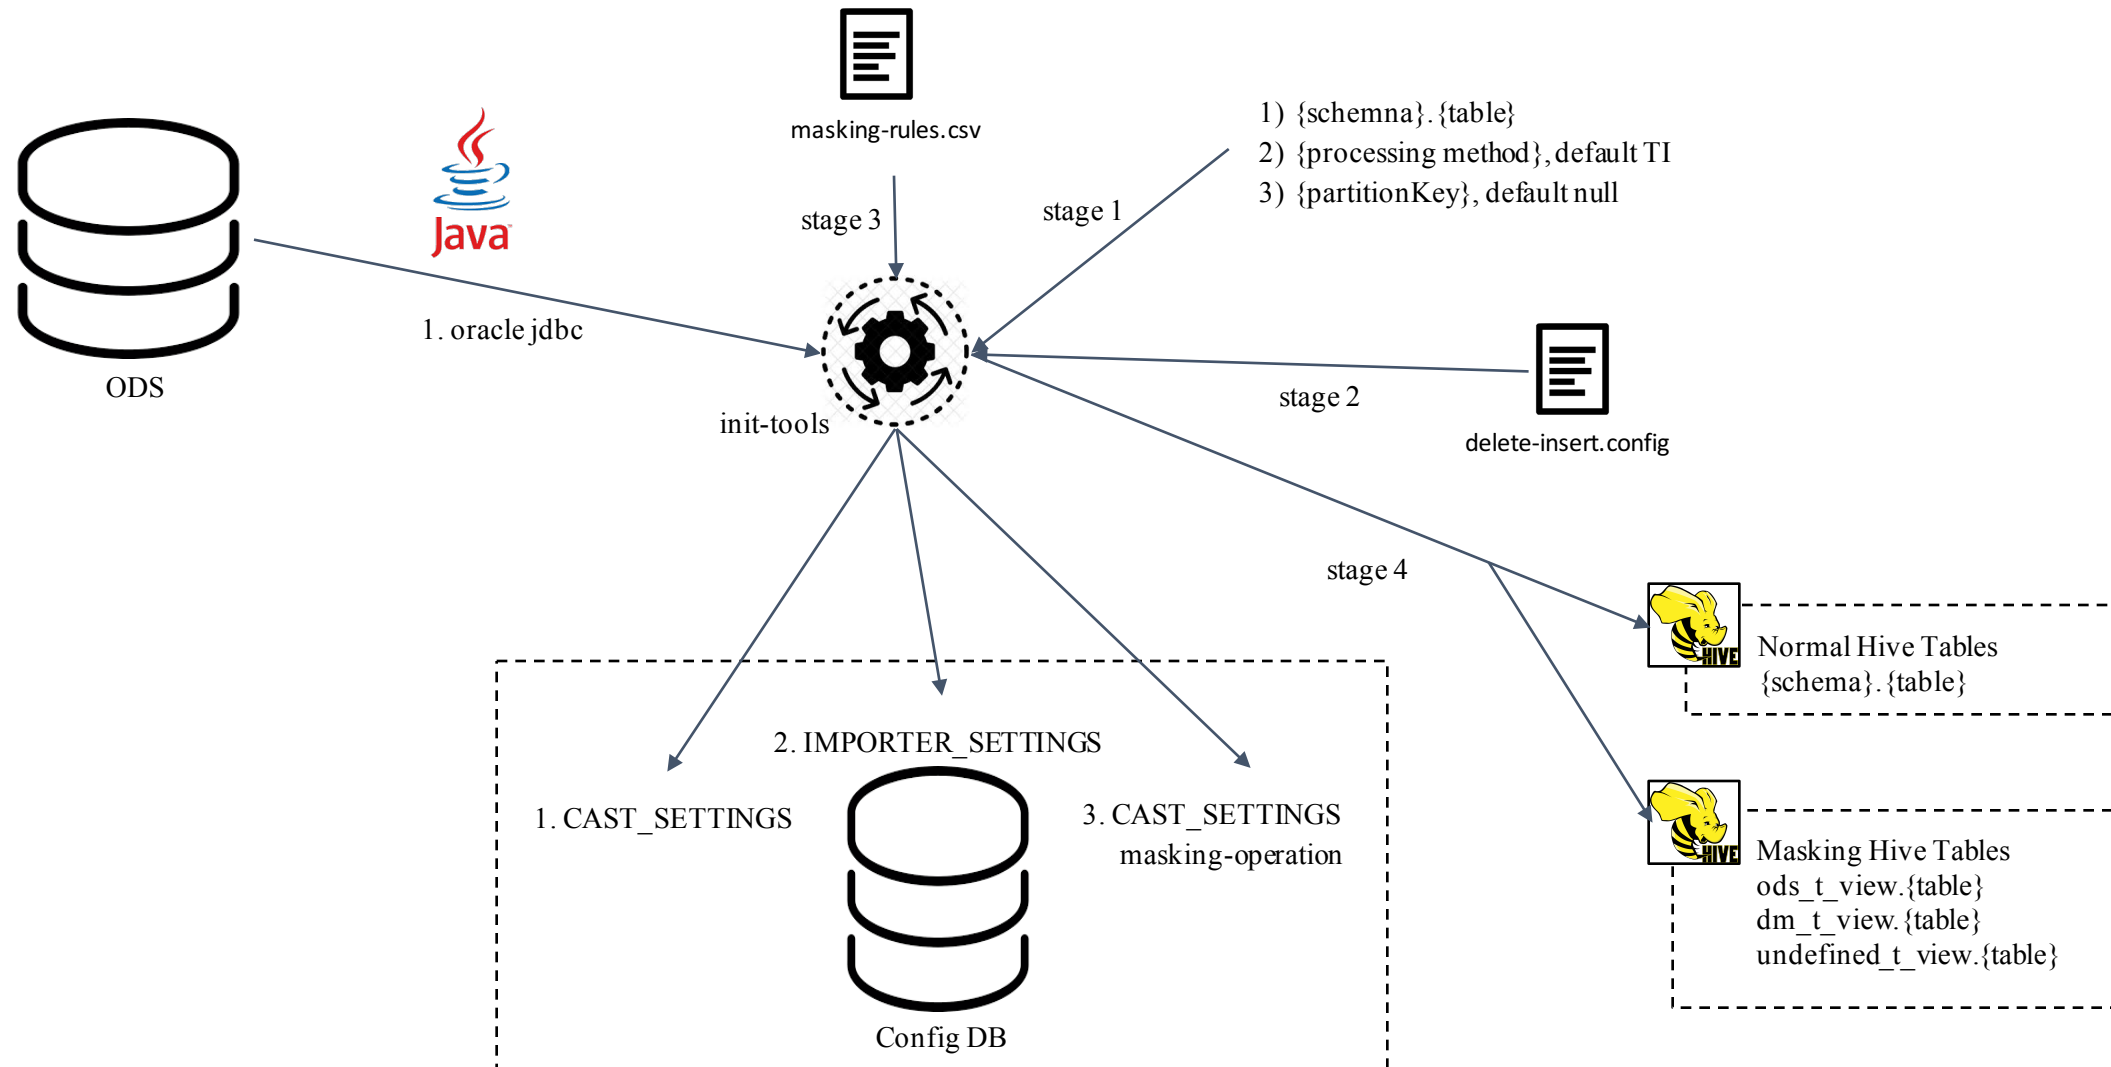 masking-rules.csv
1) {schemna}.{table}
2) {processing method}, default TI
3) {partitionKey}, default null
Java
stage 3
stage 1
1. oracle jdbc
ODS
init-tools
stage 2
delete-insert.config
stage 4
HIVE
Normal Hive Tables
{schema}.{table}
2. IMPORTER_SETTINGS
1. CAST_SETTINGS
3. CAST_SETTINGS
masking-operation
HIVE
Masking Hive Tables
ods_t_view.{table}
dm_t_view.{table}
undefined_t_view.{table}
Config DB